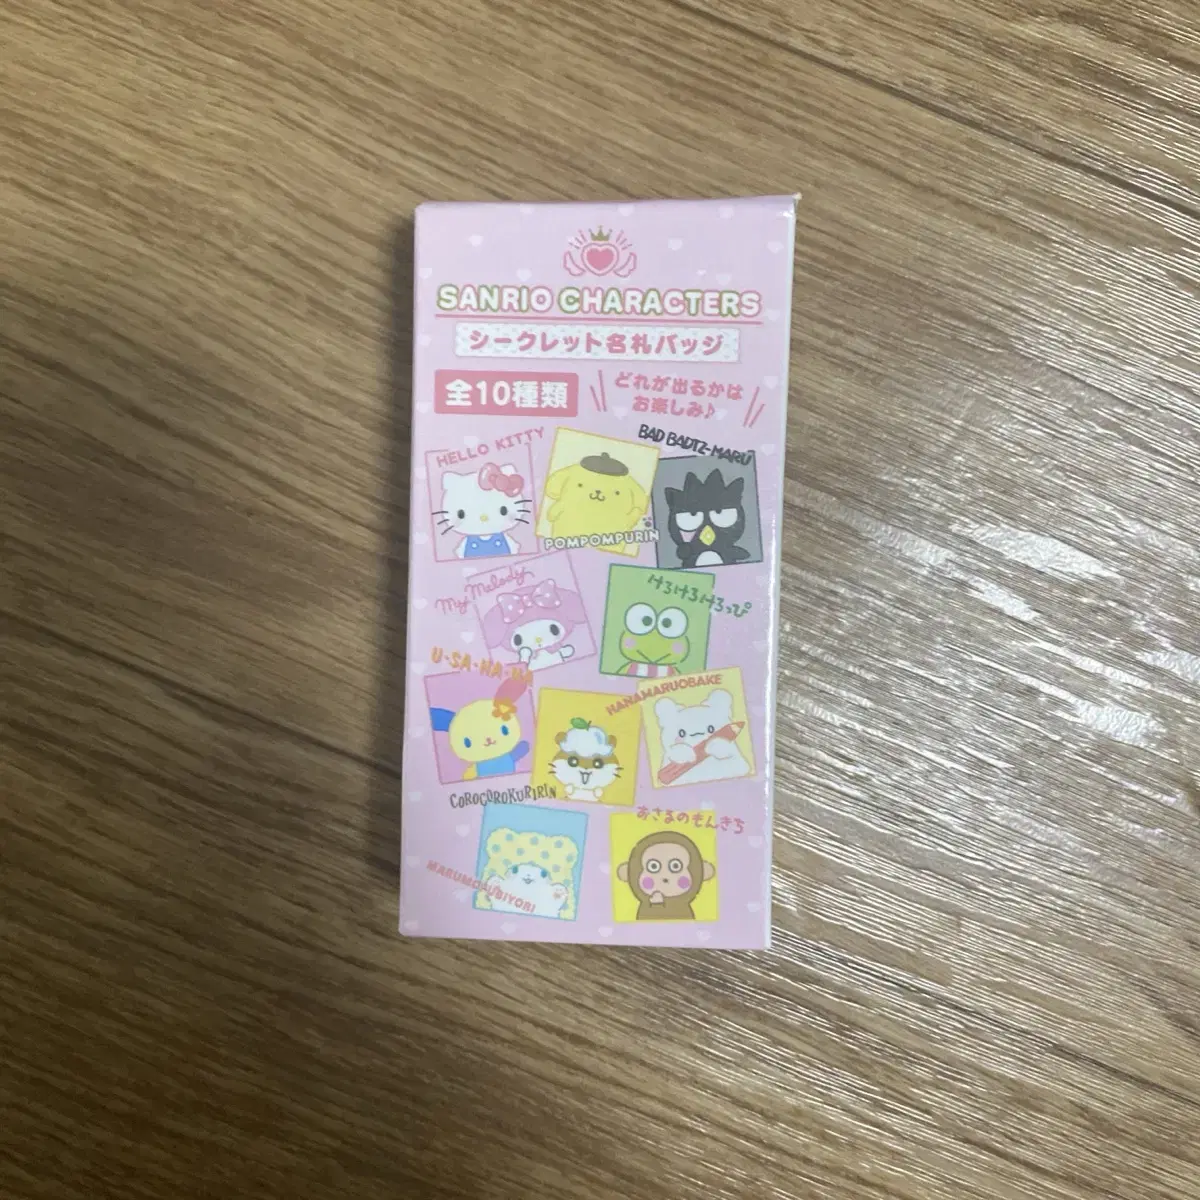 SANRIO CHARACTERS
シークレット名札バッジ
全10種類
どれが出るかは
お楽しみ♪
HELLO KITTY
POMPOMPURIN
BAD BADTZ-MARU
My Melody
けろけろけろっぴ
U･SA･HA･NA
HANAMARUOBAKE
COROCOROKURIRIN
おさるのもんきち
MARUMOFUBIYORI